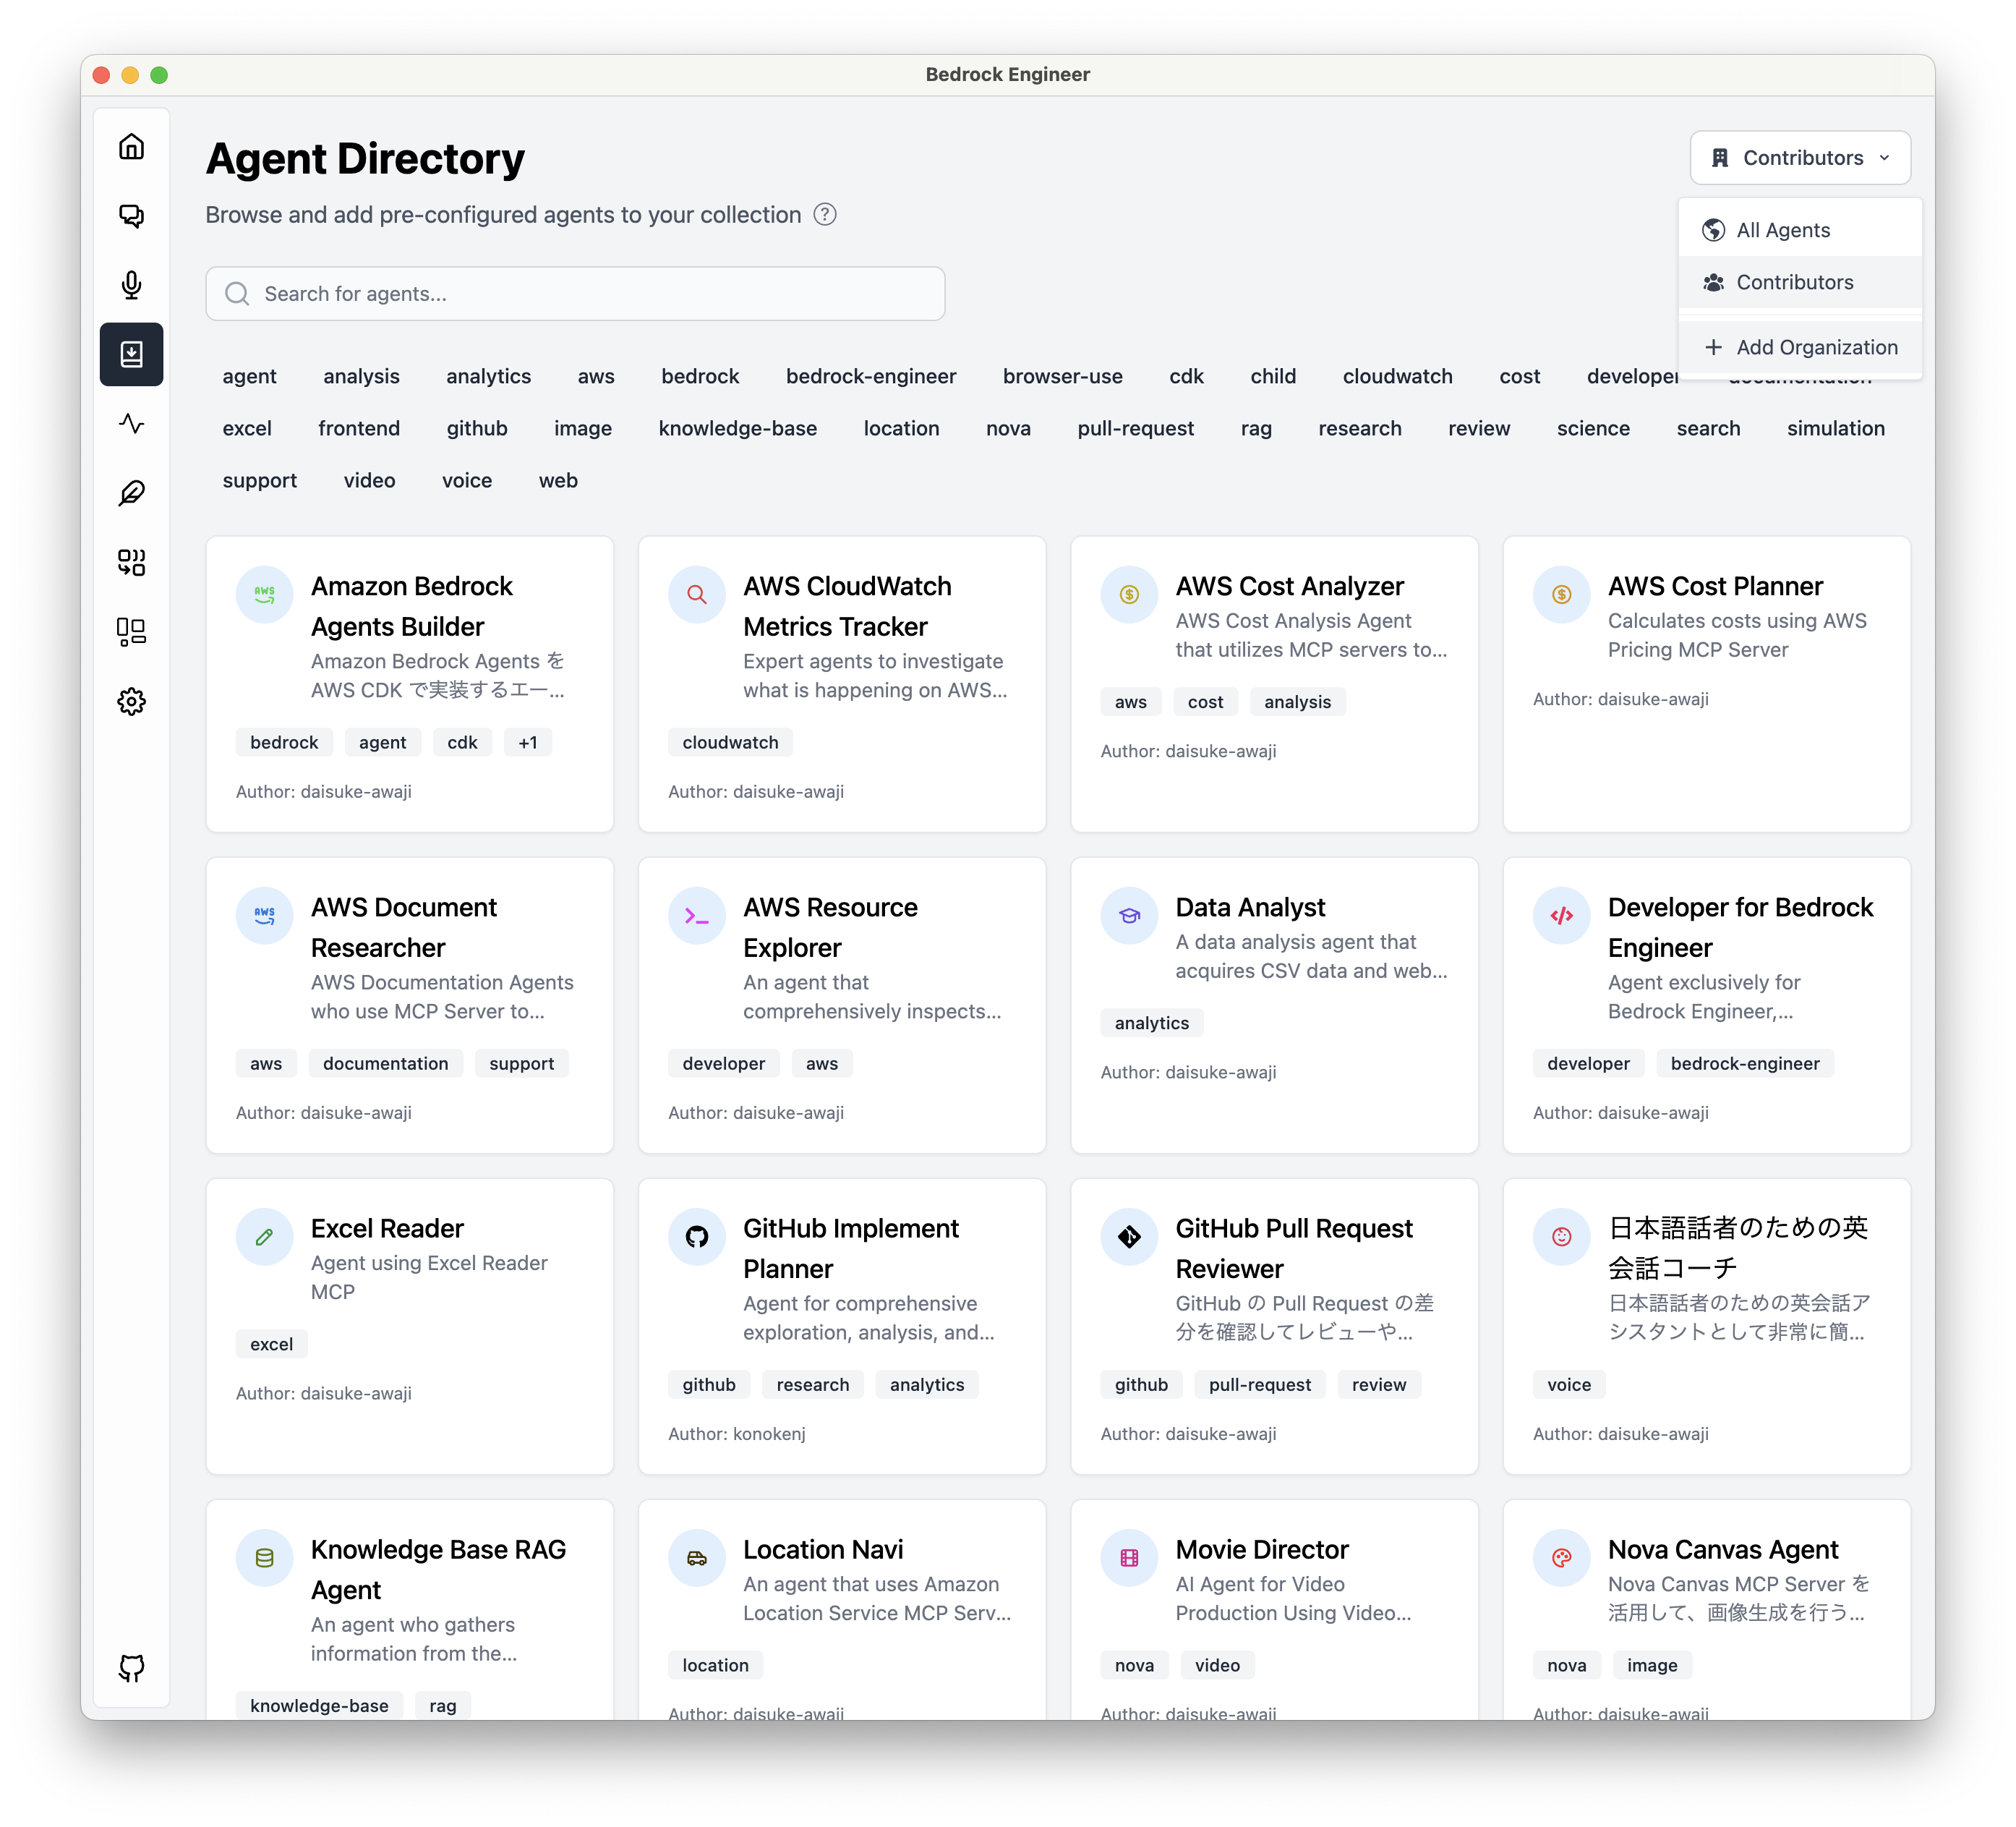 Bedrock Engineer
Agent Directory
Contributors
Browse and add pre-configured agents to your collection ?
All Agents
Contributors
Add Organization
Search for agents...
agent analysis analytics aws bedrock bedrock-engineer browser-use cdk child cloudwatch cost developer documentation
excel frontend github image knowledge-base location nova pull-request rag research review science search simulation
support video voice web
Amazon Bedrock
Agents Builder
Amazon Bedrock Agents を
AWS CDK で実装するエー...
bedrock agent cdk +1
Author: daisuke-awaji
AWS CloudWatch
Metrics Tracker
Expert agents to investigate
what is happening on AWS...
cloudwatch
Author: daisuke-awaji
AWS Cost Analyzer
AWS Cost Analysis Agent
that utilizes MCP servers to...
aws cost analysis
Author: daisuke-awaji
AWS Cost Planner
Calculates costs using AWS
Pricing MCP Server
Author: daisuke-awaji
AWS Document
Researcher
AWS Documentation Agents
who use MCP Server to...
aws documentation support
Author: daisuke-awaji
AWS Resource
Explorer
An agent that
comprehensively inspects...
developer aws
Author: daisuke-awaji
Data Analyst
A data analysis agent that
acquires CSV data and web...
analytics
Author: daisuke-awaji
Developer for Bedrock
Engineer
Agent exclusively for
Bedrock Engineer,...
developer bedrock-engineer
Author: daisuke-awaji
Excel Reader
Agent using Excel Reader
MCP
excel
Author: daisuke-awaji
GitHub Implement
Planner
Agent for comprehensive
exploration, analysis, and...
github research analytics
Author: konokenj
GitHub Pull Request
Reviewer
GitHub の Pull Request の差
分を確認してレビューや...
github pull-request review
Author: daisuke-awaji
日本語話者のための英
会話コーチ
日本語話者のための英会話ア
シスタントとして非常に簡...
voice
Author: daisuke-awaji
Knowledge Base RAG
Agent
An agent who gathers
information from the...
knowledge-base rag
Location Navi
An agent that uses Amazon
Location Service MCP Serv...
location
Author: daisuke-awaji
Movie Director
AI Agent for Video
Production Using Video...
nova video
Author: daisuke-awaji
Nova Canvas Agent
Nova Canvas MCP Server を
活用して、画像生成を行う...
nova image
Author: daisuke-awaji